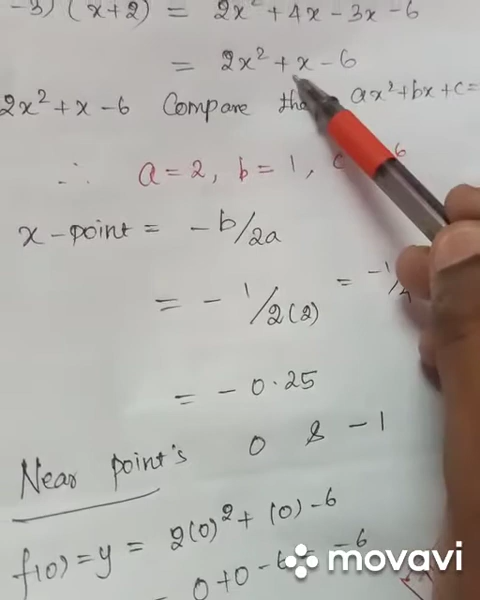 -3) (x+2) = 2x² + 4x - 3x - 6
= 2x² + x - 6
2x² + x - 6 Compare the ax² + bx + c =
∴ a = 2, b = 1, c 6
x - point = -b/2a
= - 1/2(2) = -1/4
= - 0.25
Near point's 0 & -1
f(0) = y = 2(0)² + (0) - 6
= 0 + 0 - 6 = -6
movavi